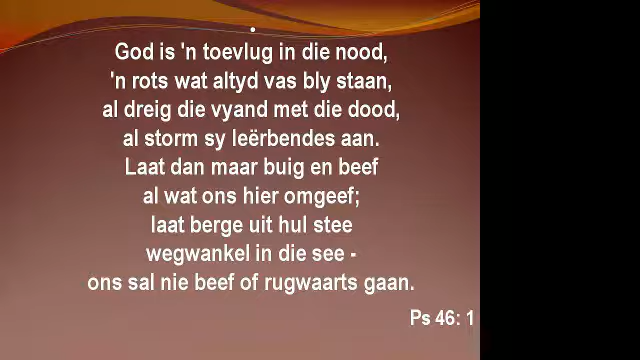 God is 'n toevlug in die nood,
'n rots wat altyd vas bly staan,
al dreig die vyand met die dood,
al storm sy leërbendes aan.
Laat dan maar buig en beef
al wat ons hier omgeef;
laat berge uit hul stee
wegwankel in die see -
ons sal nie beef of rugwaarts gaan.
Ps 46: 1